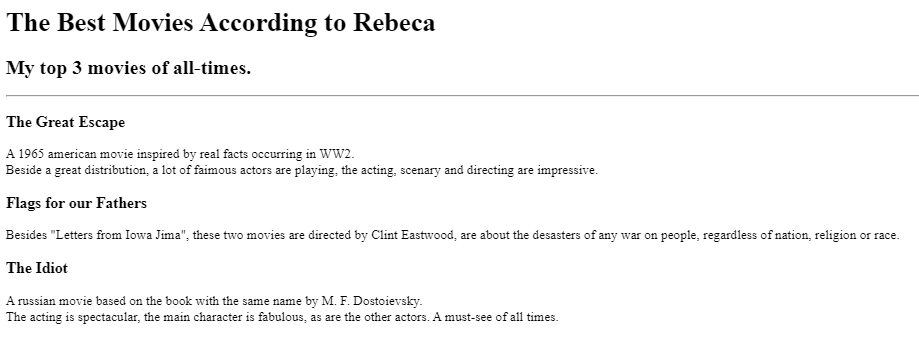 The Best Movies According to Rebeca
My top 3 movies of all-times.
The Great Escape
A 1965 american movie inspired by real facts occurring in WW2.
Beside a great distribution, a lot of faimous actors are playing, the acting, scenary and directing are impressive.
Flags for our Fathers
Besides "Letters from Iowa Jima", these two movies are directed by Clint Eastwood, are about the desasters of any war on people, regardless of nation, religion or race.
The Idiot
A russian movie based on the book with the same name by M. F. Dostoievsky.
The acting is spectacular, the main character is fabulous, as are the other actors. A must-see of all times.